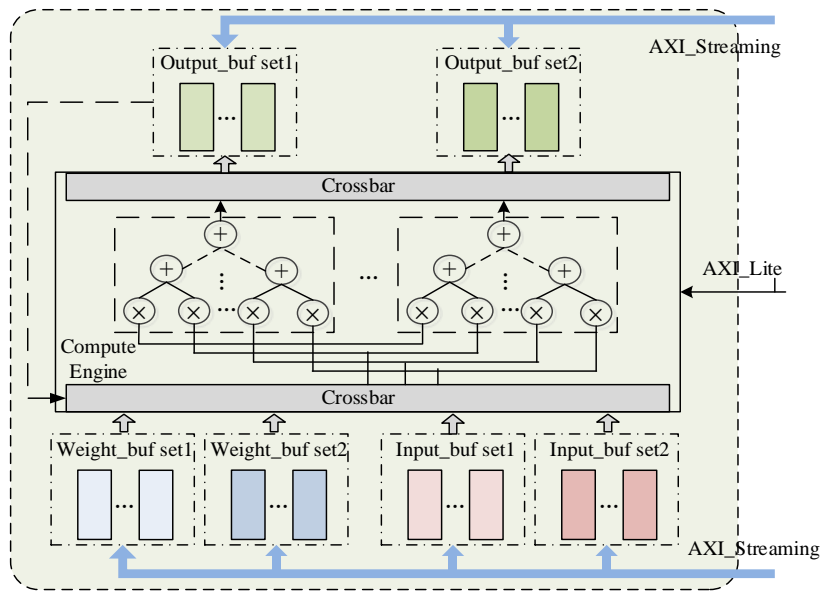 AXI_Streaming
Output_buf set1
Output_buf set2
...
...
Crossbar
+
+
+
+
...
+
+
AXI_Lite
×
×
...
×
×
×
×
...
×
×
Compute
Engine
Crossbar
Weight_buf set1
Weight_buf set2
Input_buf set1
Input_buf set2
...
...
...
...
AXI_Streaming